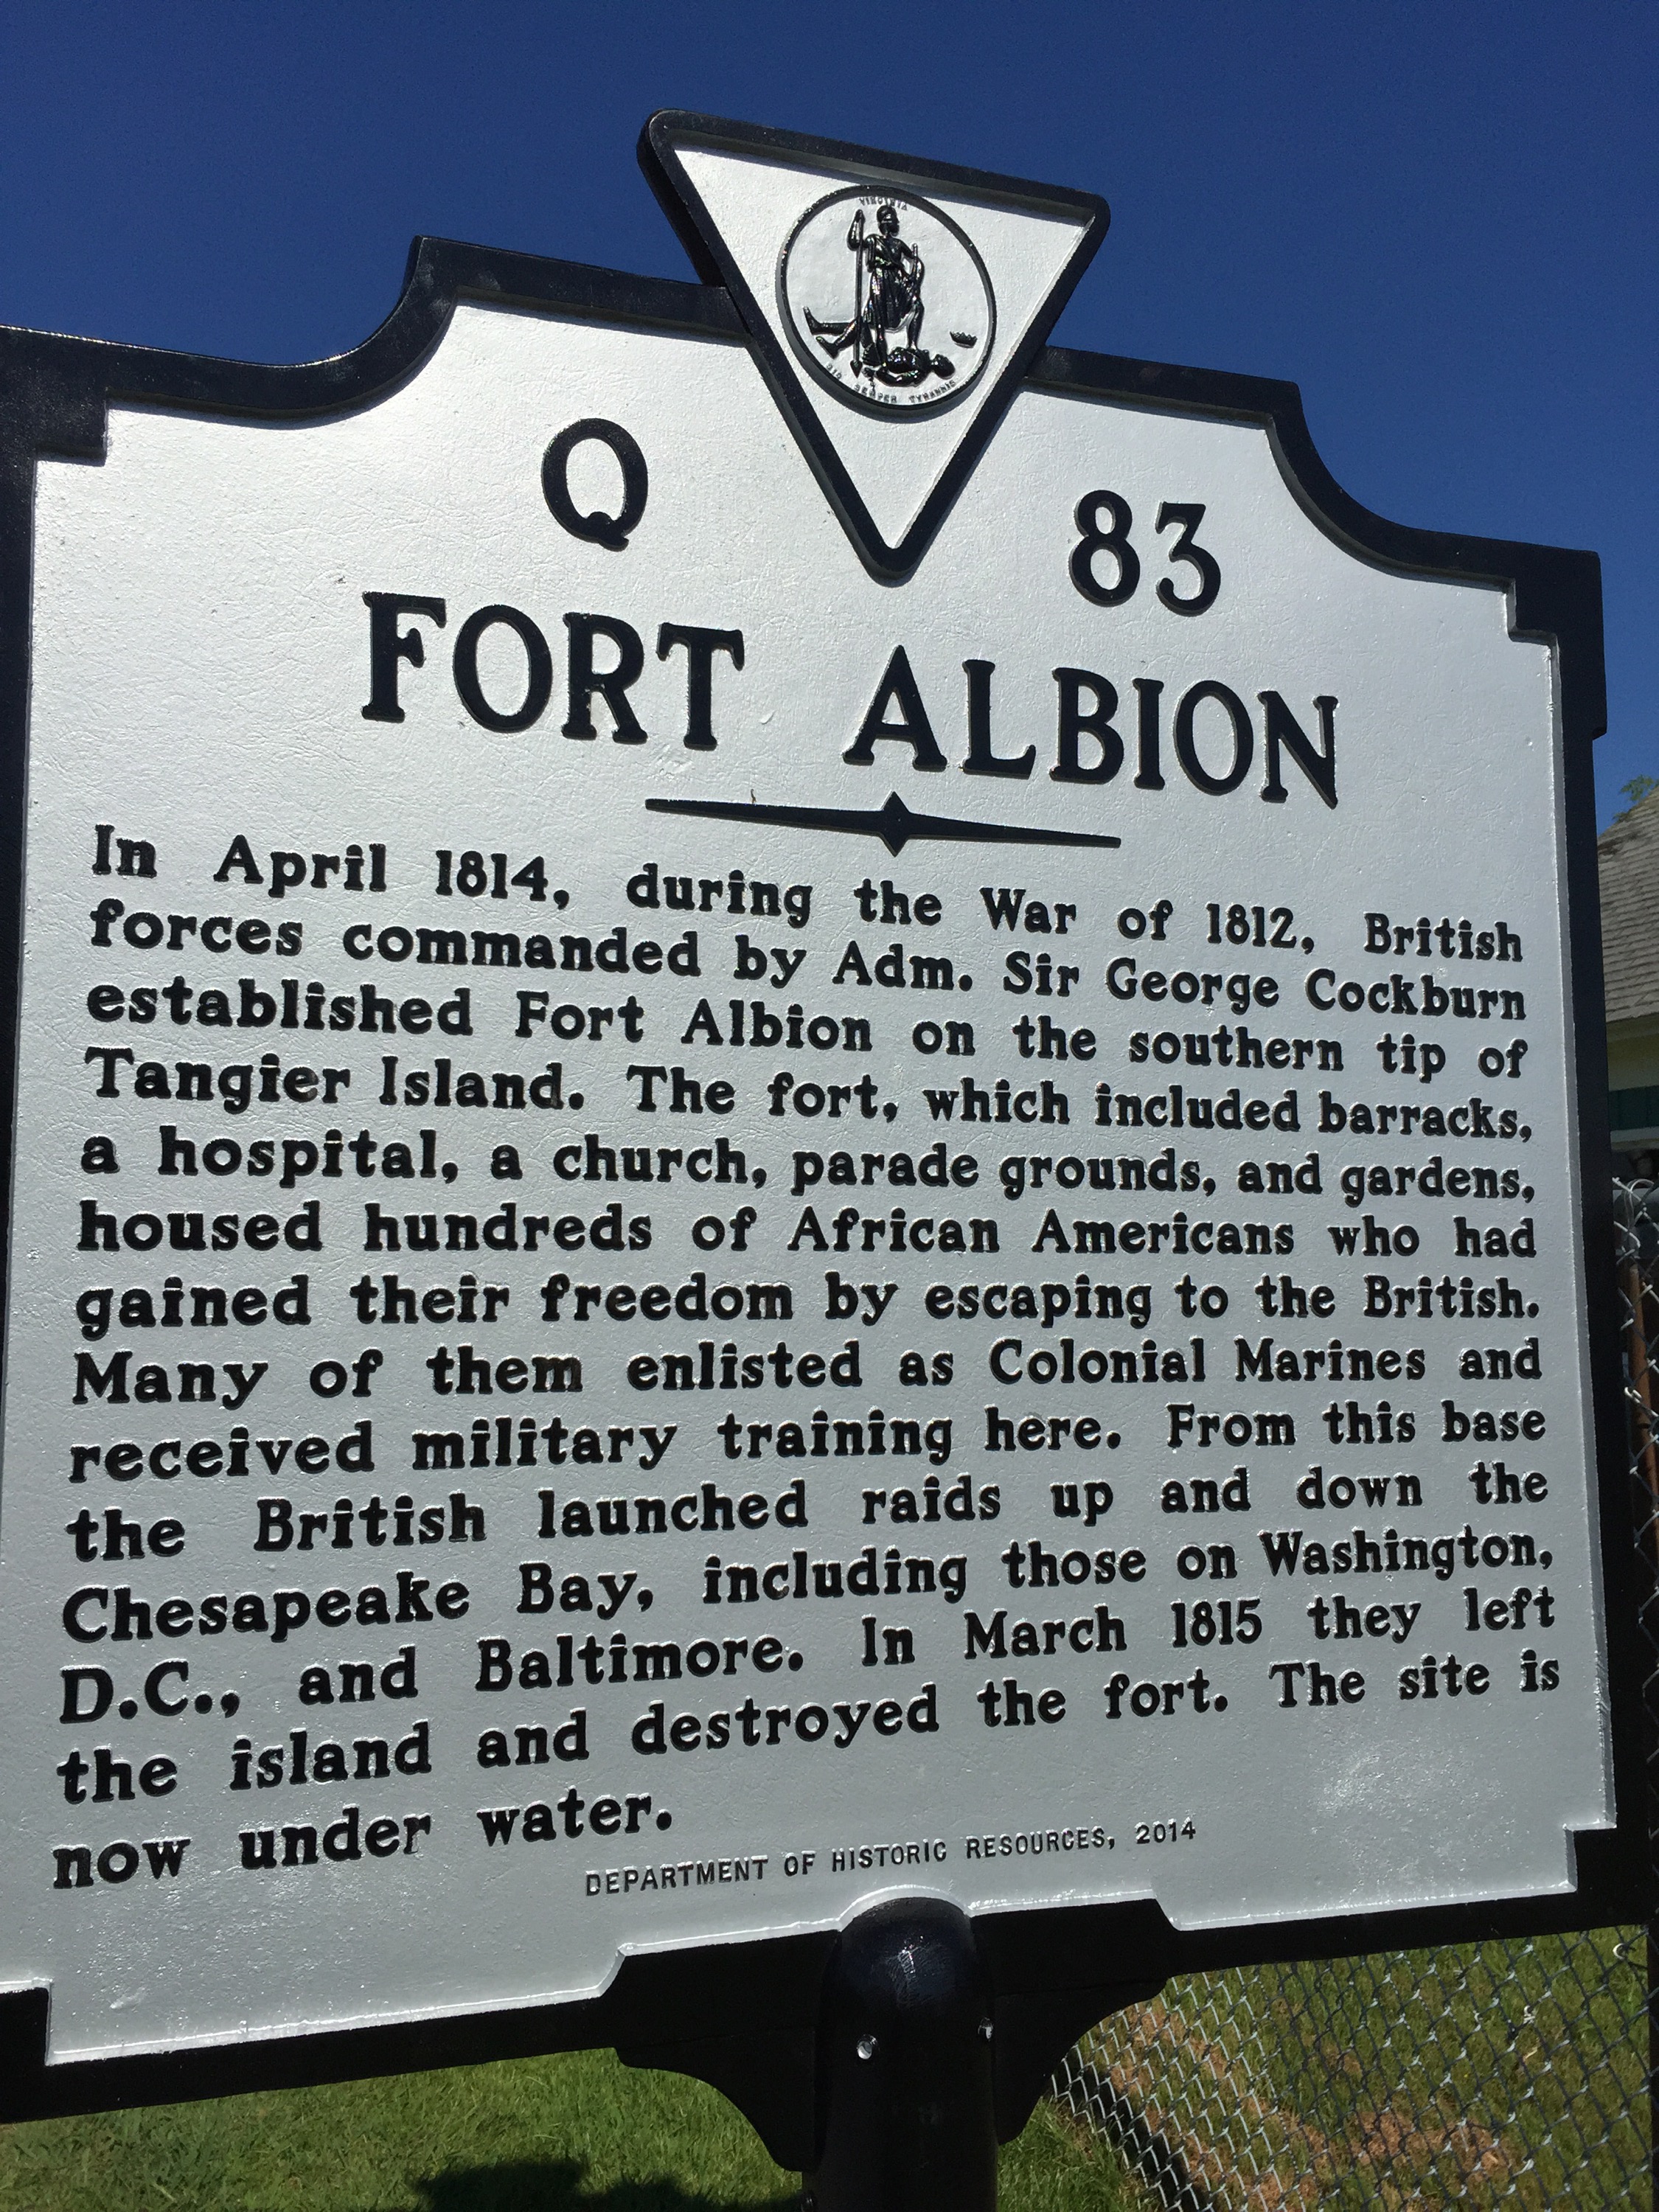 VIRGINIA
SIC SEMPER TYRANNIS
Q 83
FORT ALBION
In April 1814, during the War of 1812, British
forces commanded by Adm. Sir George Cockburn
established Fort Albion on the southern tip of
Tangier Island. The fort, which included barracks,
a hospital, a church, parade grounds, and gardens,
housed hundreds of African Americans who had
gained their freedom by escaping to the British.
Many of them enlisted as Colonial Marines and
received military training here. From this base
the British launched raids up and down the
Chesapeake Bay, including those on Washington,
D.C., and Baltimore. In March 1815 they left
the island and destroyed the fort. The site is
now under water.
DEPARTMENT OF HISTORIC RESOURCES, 2014